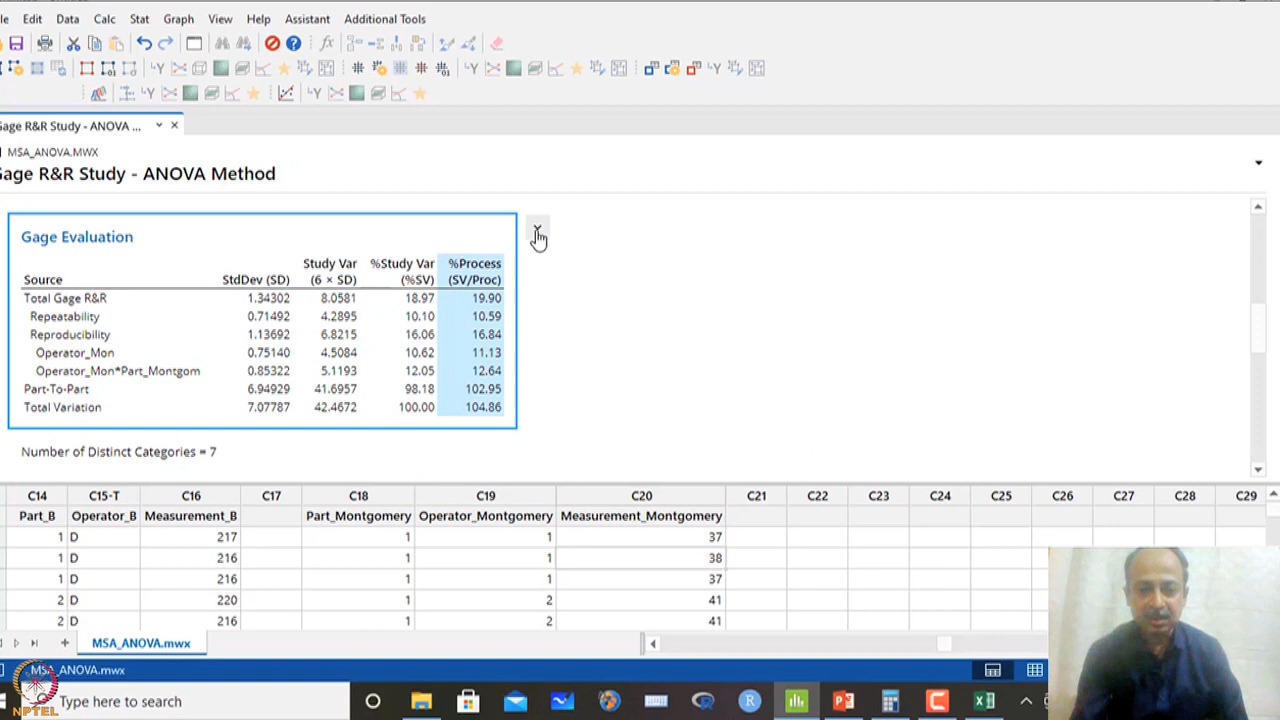 Edit Data Calc Stat Graph View Help Assistant Additional Tools
Gage R&R Study - ANOVA ...
MSA_ANOVA.MWX
Gage R&R Study - ANOVA Method
Gage Evaluation
Study Var %Study Var %Process
Source StdDev (SD) (6 × SD) (%SV) (SV/Proc)
Total Gage R&R 1.34302 8.0581 18.97 19.90
Repeatability 0.71492 4.2895 10.10 10.59
Reproducibility 1.13692 6.8215 16.06 16.84
Operator_Mon 0.75140 4.5084 10.62 11.13
Operator_Mon*Part_Montgom 0.85322 5.1193 12.05 12.64
Part-To-Part 6.94929 41.6957 98.18 102.95
Total Variation 7.07787 42.4672 100.00 104.86
Number of Distinct Categories = 7
C14 C15-T C16 C17 C18 C19 C20 C21 C22 C23 C24 C25 C26 C27 C28 C29
Part_B Operator_B Measurement_B Part_Montgomery Operator_Montgomery Measurement_Montgomery
1 D 217 1 1 37
1 D 216 1 1 38
1 D 216 1 1 37
2 D 220 1 2 41
2 D 216 1 2 41
MSA_ANOVA.mwx
MSA_ANOVA.mwx
Type here to search
NPTEL